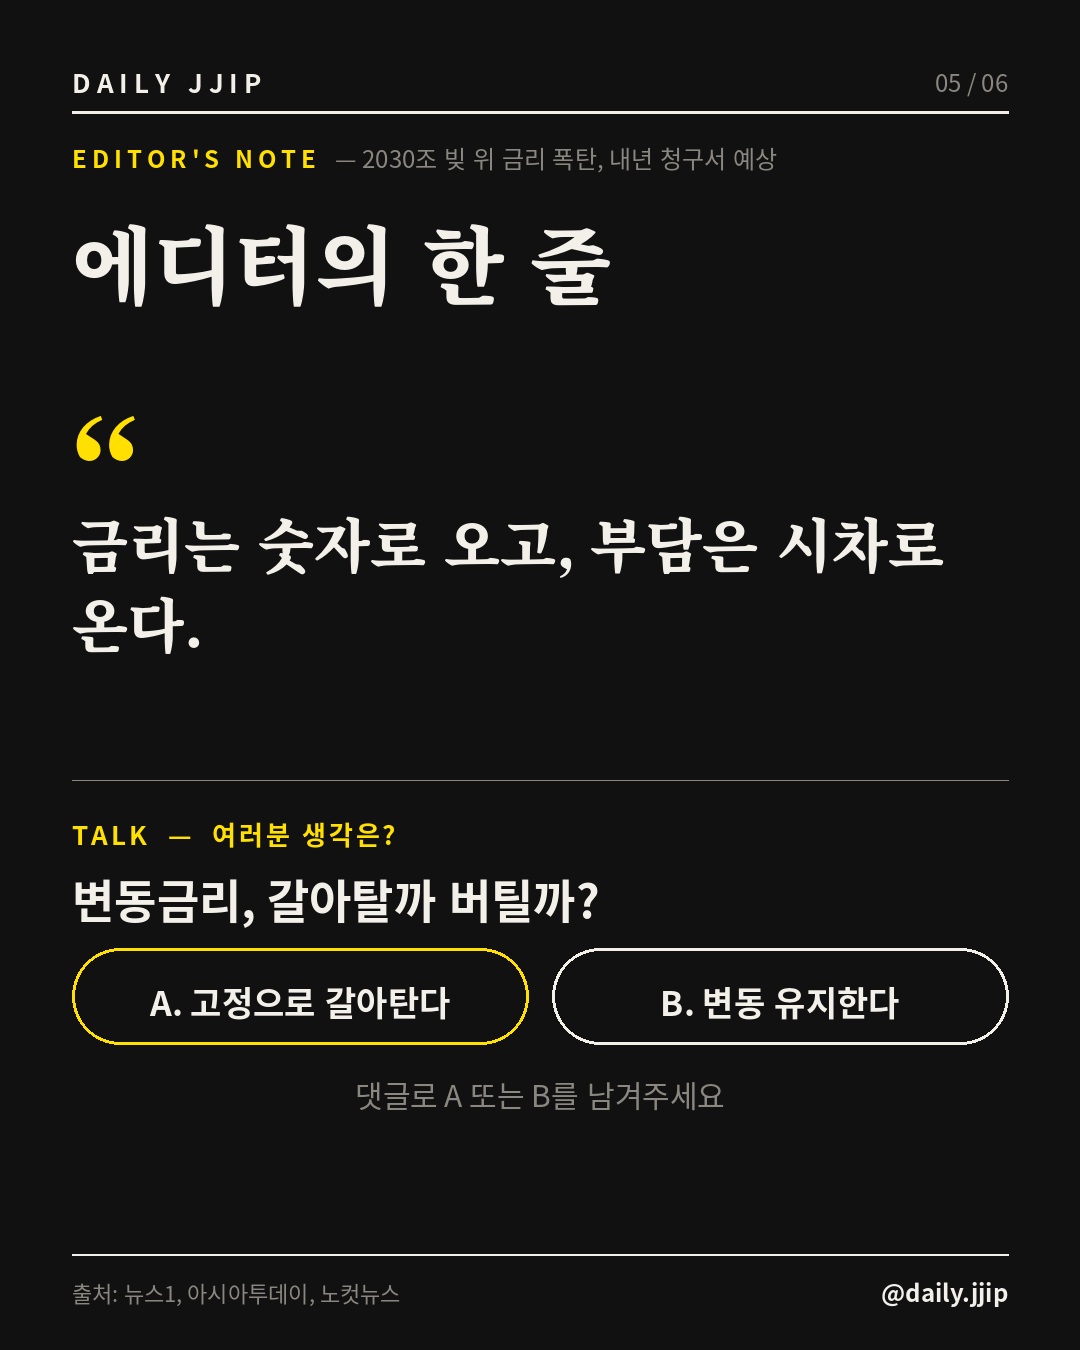 DAILY JJIP
05 / 06
EDITOR'S NOTE — 2030조 빚 위 금리 폭탄, 내년 청구서 예상
에디터의 한 줄
“
금리는 숫자로 오고, 부담은 시차로
온다.
TALK — 여러분 생각은?
변동금리, 갈아탈까 버틸까?
A. 고정으로 갈아탄다
B. 변동 유지한다
댓글로 A 또는 B를 남겨주세요
출처: 뉴스1, 아시아투데이, 노컷뉴스
@daily.jjip